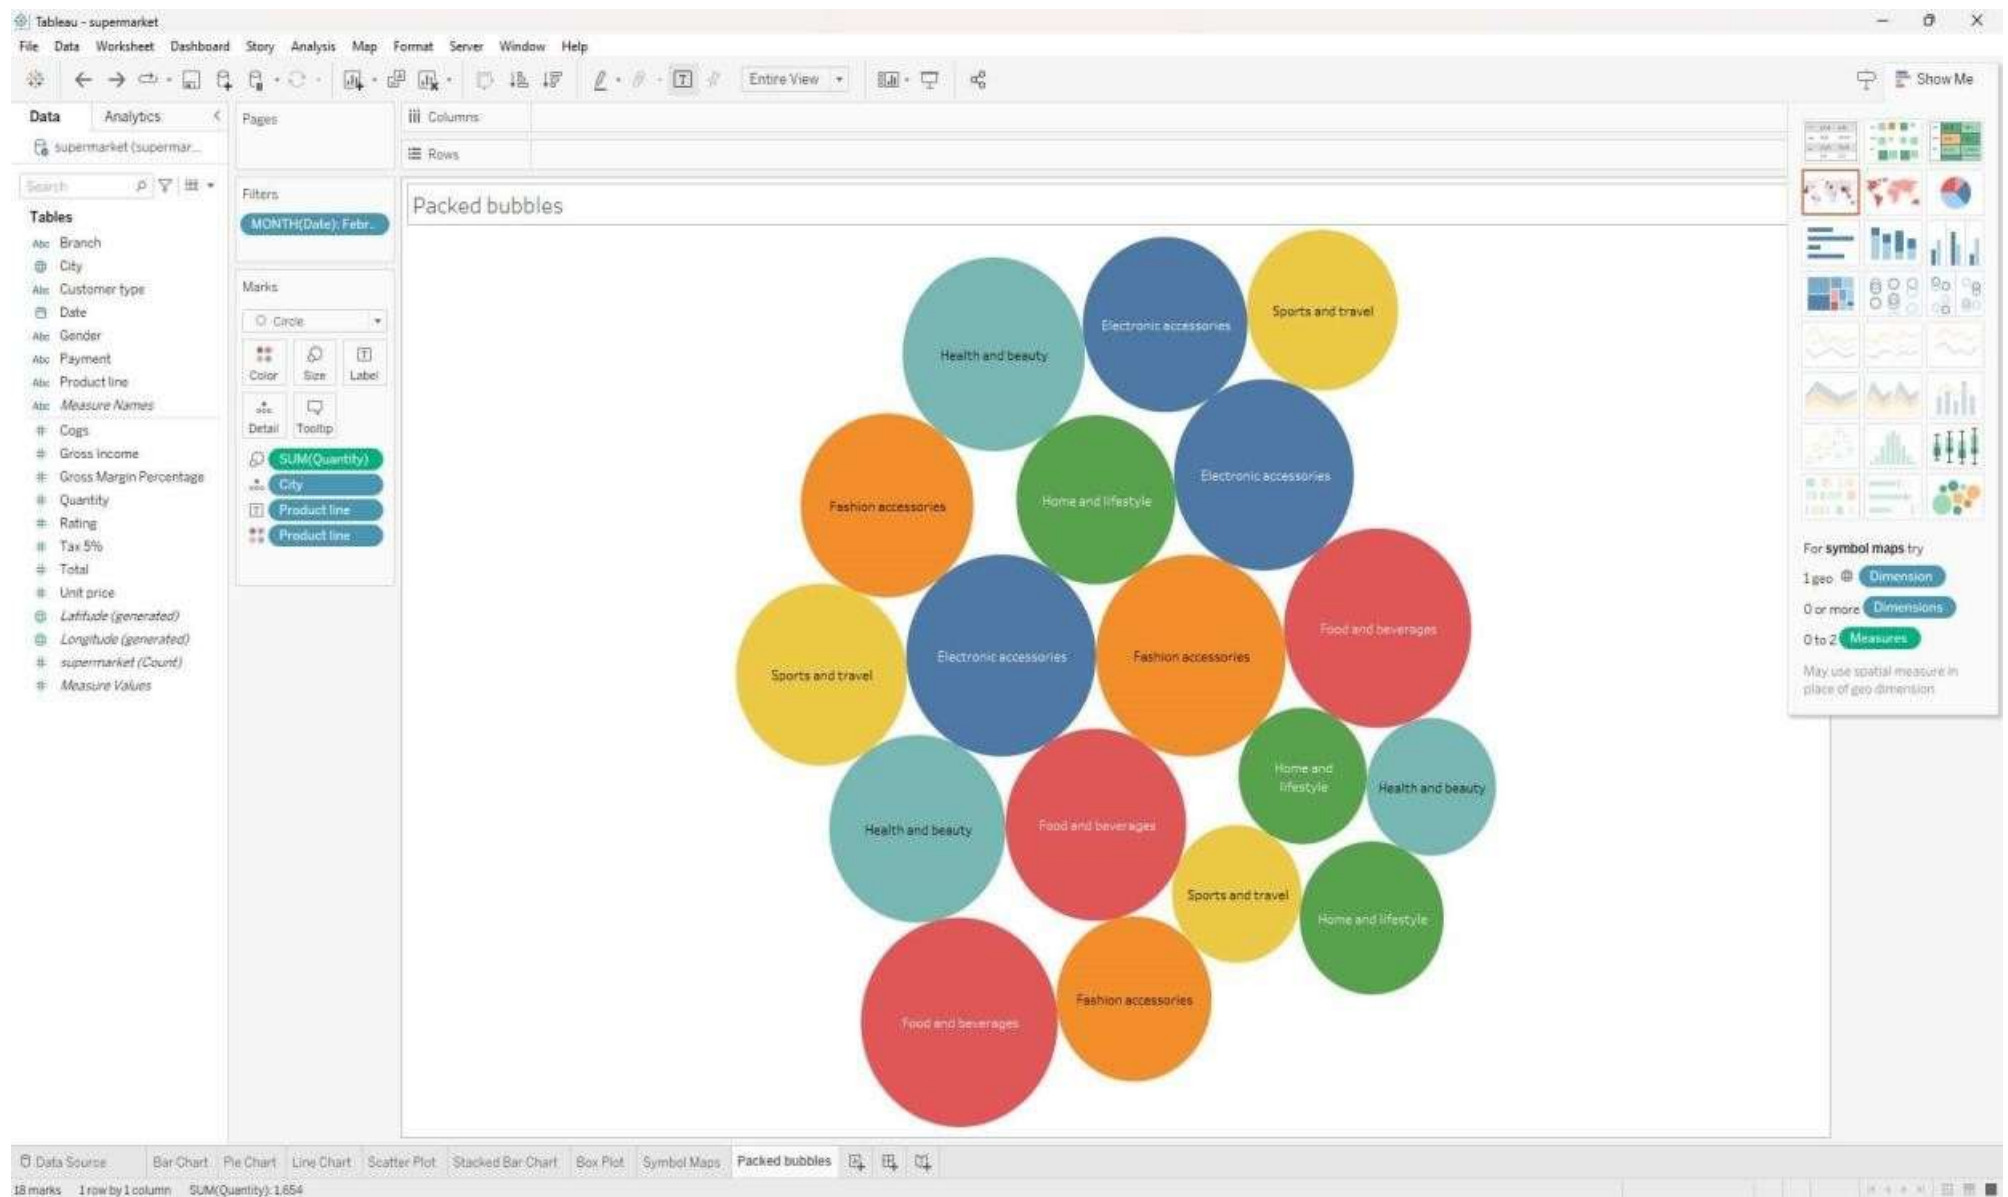 Tableau - supermarket
File Data Worksheet Dashboard Story Analysis Map Format Server Window Help
Entire View
Show Me
Data Analytics
supermarket (supermar...
Search
Tables
Abc Branch
City
Abc Customer type
Date
Abc Gender
Abc Payment
Abc Product line
Abc Measure Names
# Cogs
# Gross income
# Gross Margin Percentage
# Quantity
# Rating
# Tax 5%
# Total
# Unit price
Latitude (generated)
Longitude (generated)
# supermarket (Count)
# Measure Values
Pages
Filters
MONTH(Date): Febr..
Marks
Circle
Color Size Label
Detail Tooltip
SUM(Quantity)
City
Product line
Product line
Columns
Rows
Packed bubbles
Sports and travel
Electronic accessories
Health and beauty
Electronic accessories
Home and lifestyle
Fashion accessories
Food and beverages
Electronic accessories
Fashion accessories
Sports and travel
Home and
lifestyle
Health and beauty
Food and beverages
Health and beauty
Sports and travel
Home and lifestyle
Fashion accessories
Food and beverages
For symbol maps try
1 geo Dimension
0 or more Dimensions
0 to 2 Measures
May use spatial measure in
place of geo dimension
Data Source Bar Chart Pie Chart Line Chart Scatter Plot Stacked Bar Chart Box Plot Symbol Maps Packed bubbles
18 marks 1 row by 1 column SUM(Quantity): 1,654